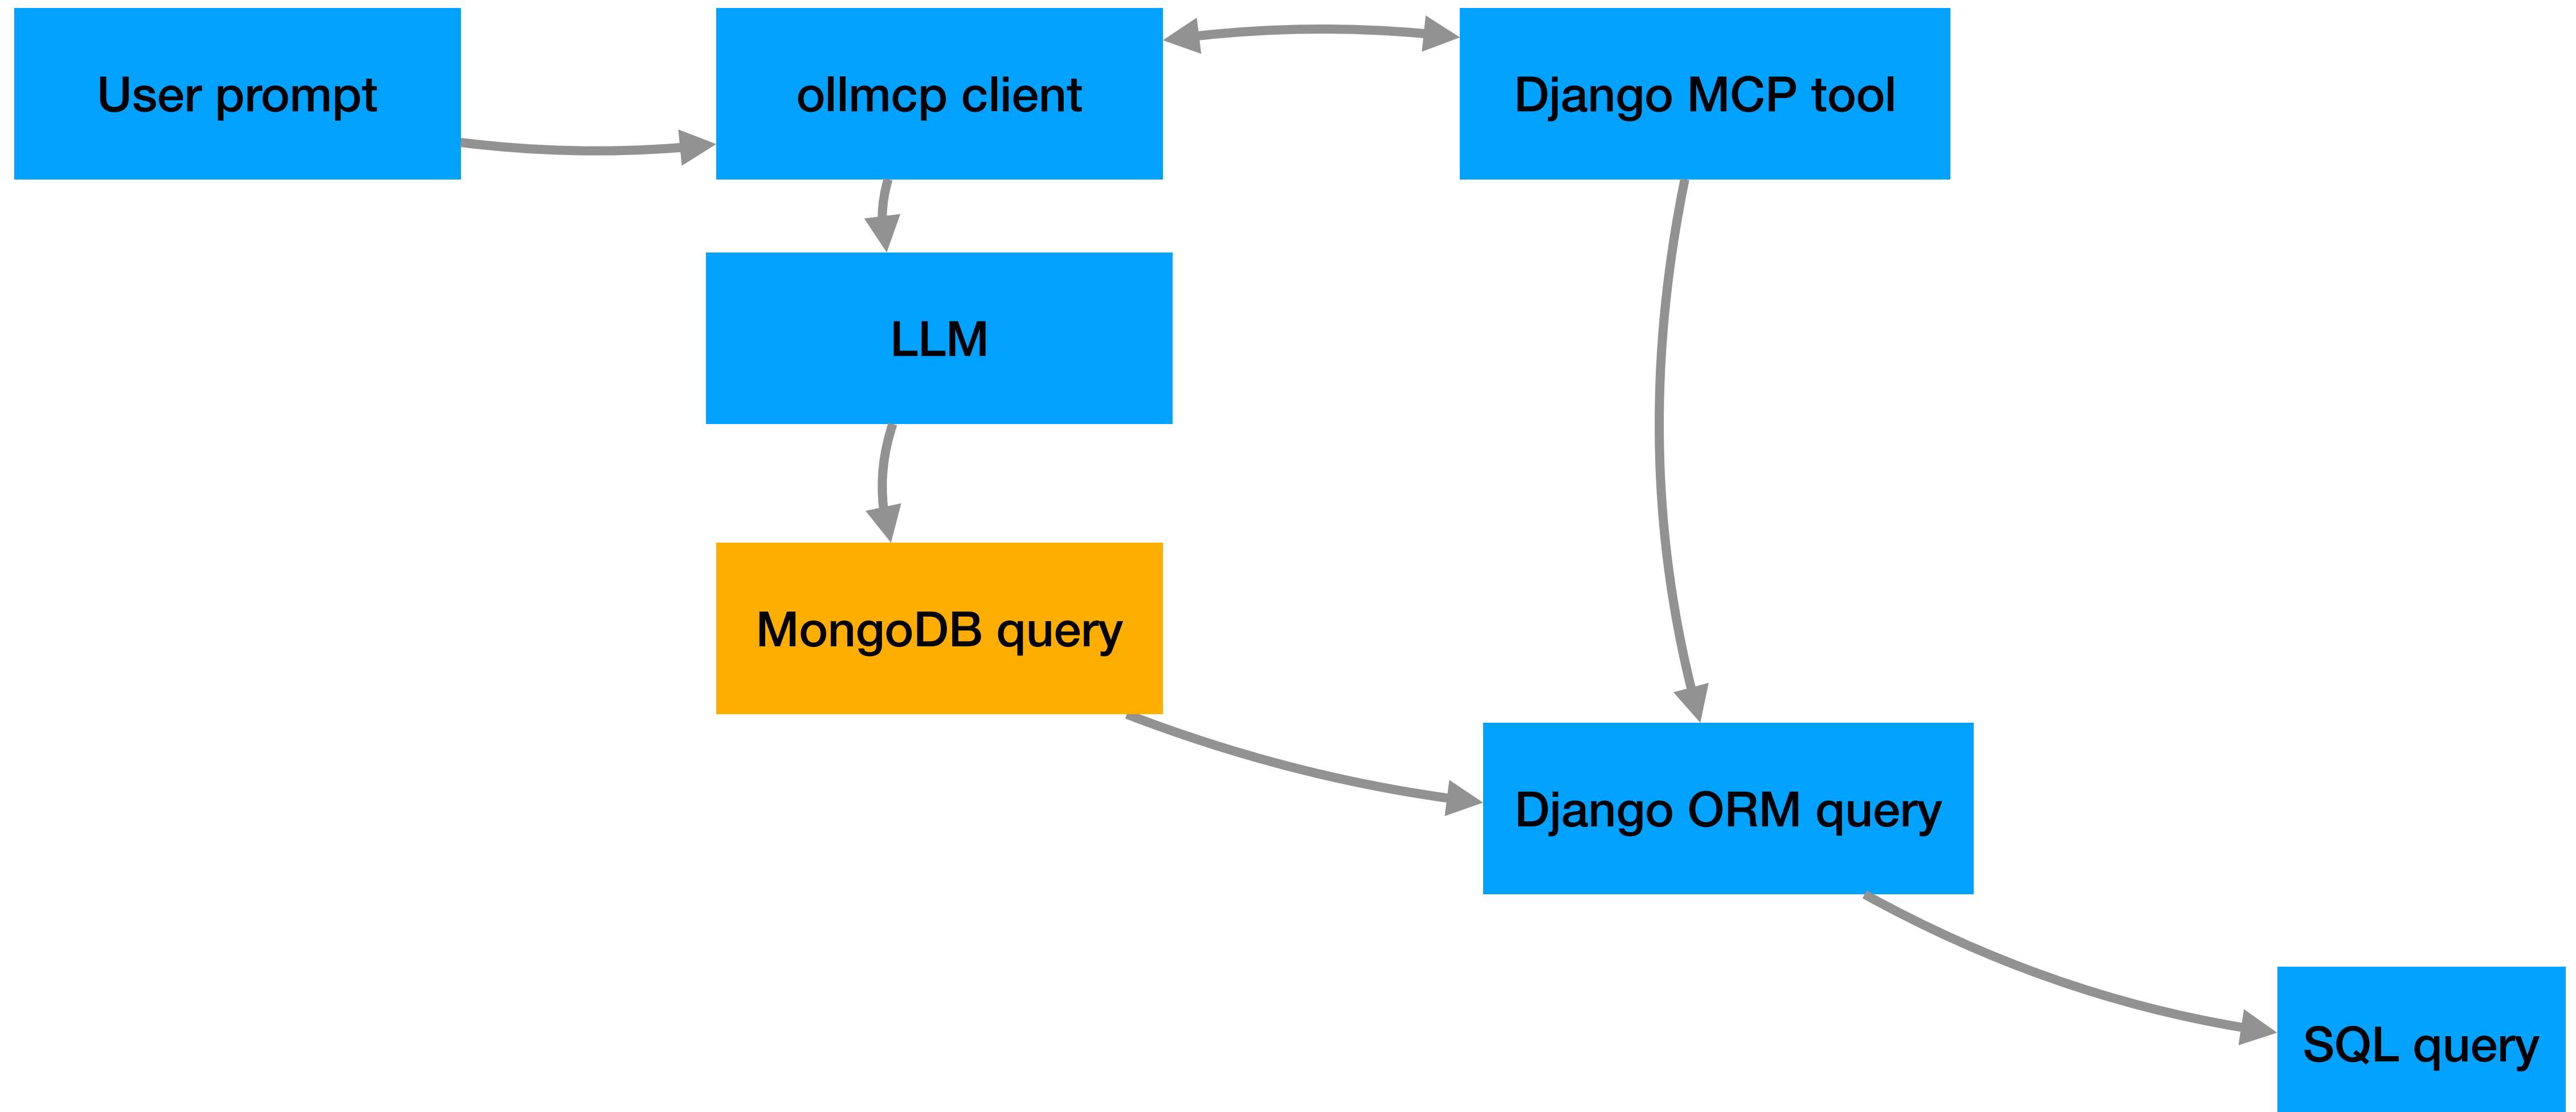 User prompt
ollmcp client
Django MCP tool
LLM
MongoDB query
Django ORM query
SQL query